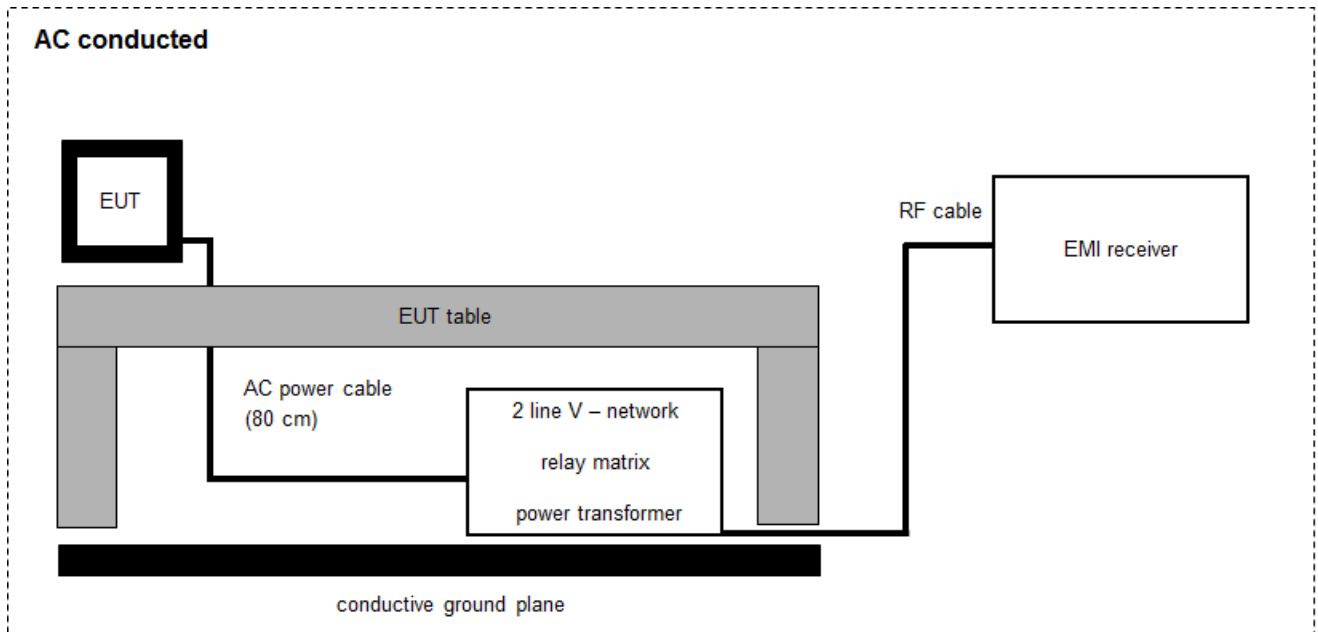 AC conducted
EUT
RF cable
EMI receiver
EUT table
AC power cable
(80 cm)
2 line V – network
relay matrix
power transformer
conductive ground plane